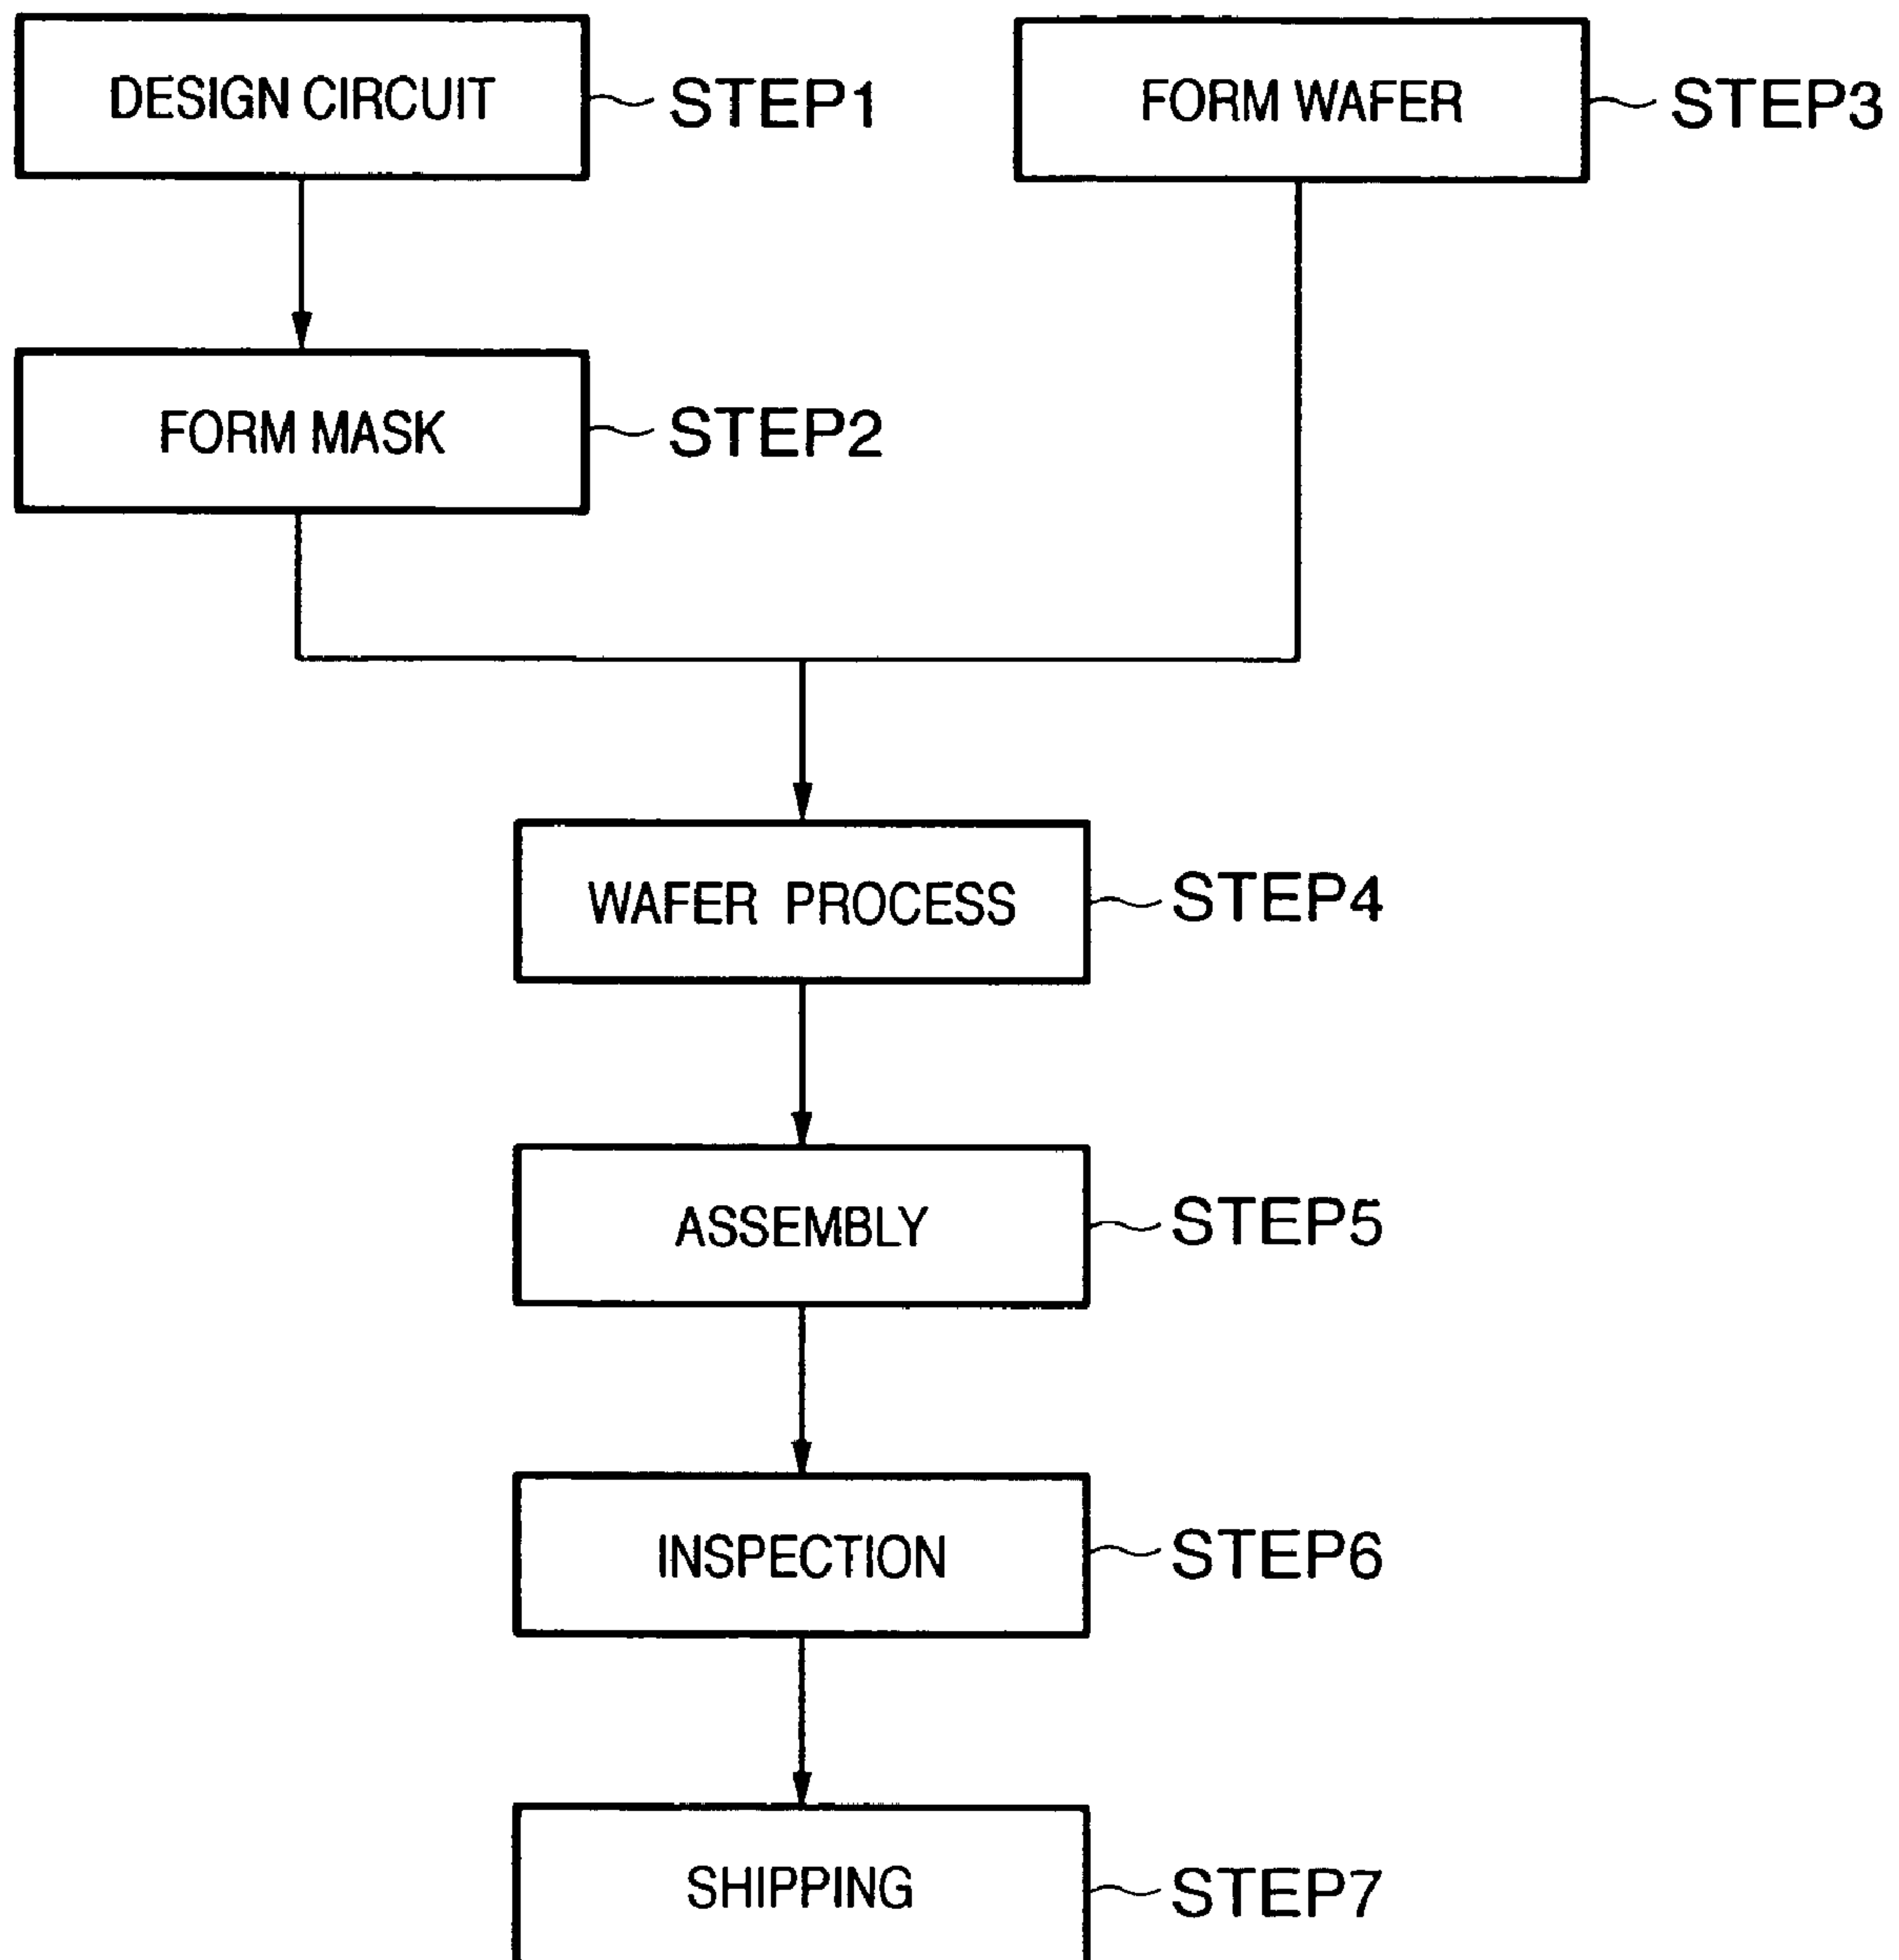 DESIGN CIRCUIT
STEP1
FORM WAFER
STEP3
FORM MASK
STEP2
WAFER PROCESS
STEP4
ASSEMBLY
STEP5
INSPECTION
STEP6
SHIPPING
STEP7